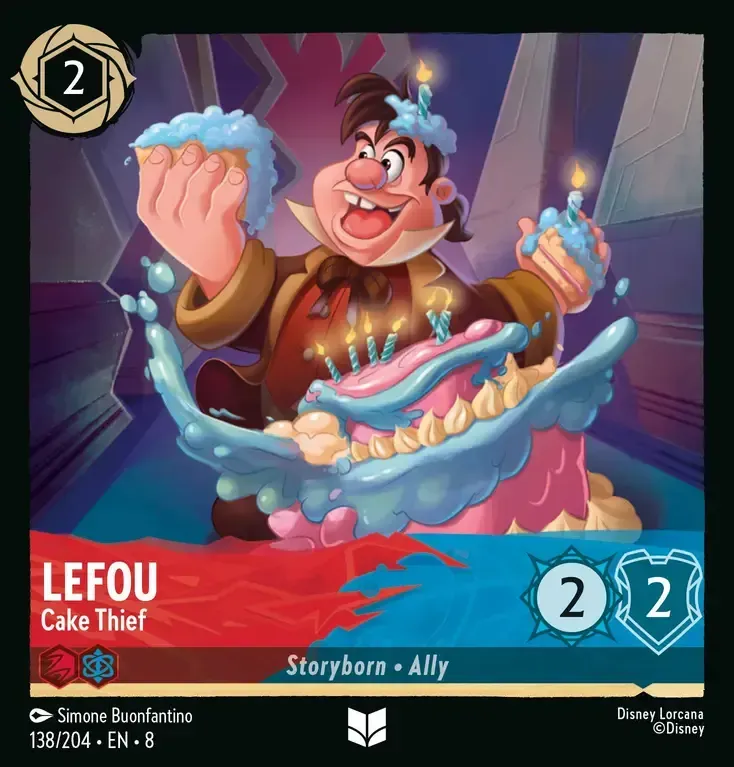 2
LEFOU
Cake Thief
2
2
Storyborn • Ally
Simone Buonfantino
138/204 • EN • 8
Disney Lorcana
©Disney